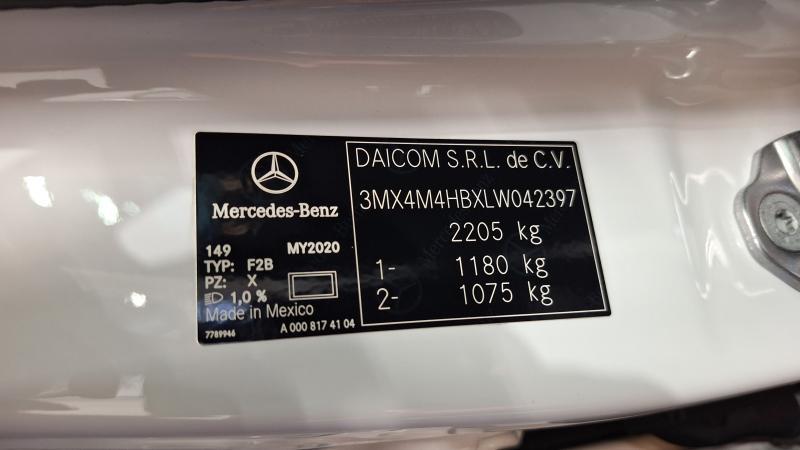 Mercedes-Benz
149 MY2020
TYP: F2B
PZ: X
1,0 %
Made in Mexico
7789946 A 000 817 41 04
DAICOM S.R.L. de C.V.
3MX4M4HBXLW042397
2205 kg
1- 1180 kg
2- 1075 kg